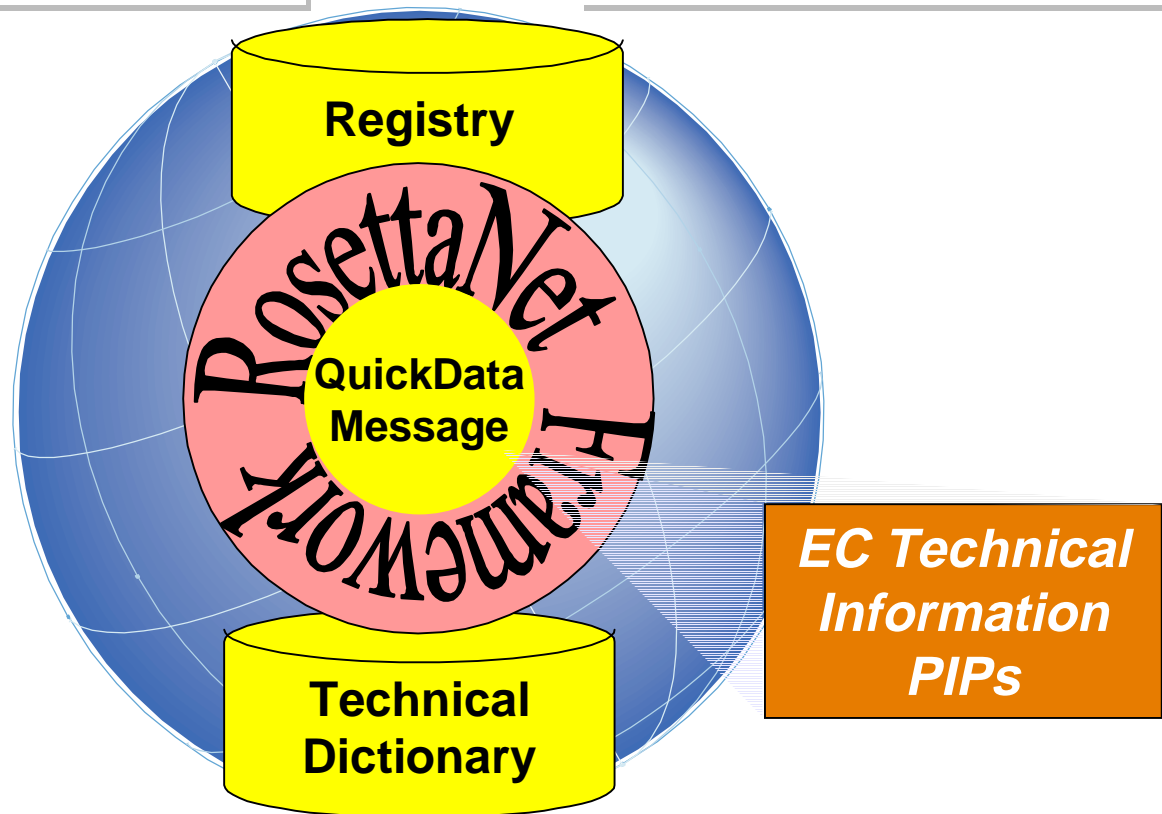 Registry
RosettaNet Framework
QuickData
Message
EC Technical
Information
PIPs
Technical
Dictionary